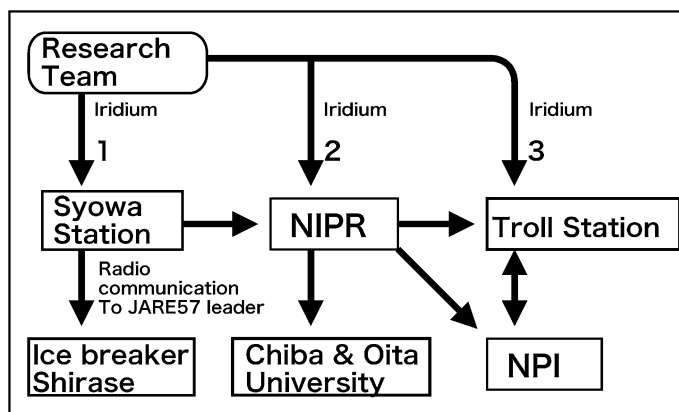 Research
Team
Iridium
Iridium
Iridium
1
2
3
Syowa
Station
NIPR
Troll Station
Radio
communication
To JARE57 leader
Ice breaker
Shirase
Chiba & Oita
University
NPI